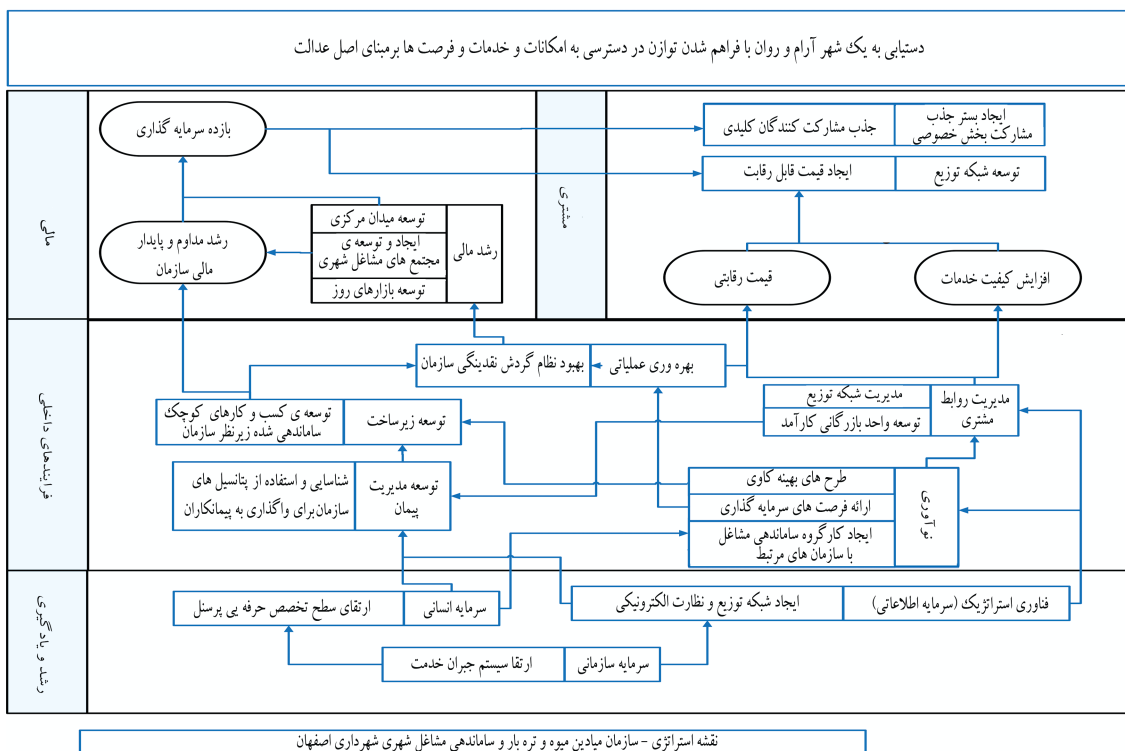 دستیابی به یک شهر آرام و روان با فراهم شدن توازن در دسترسی به امکانات و خدمات و فرصت ها برمبنای اصل عدالت
مشتری
ایجاد بستر جذب
مشارکت بخش خصوصی
جذب مشارکت کنندگان کلیدی
توسعه شبکه توزیع
ایجاد قیمت قابل رقابت
افزایش کیفیت خدمات
قیمت رقابتی
مالی
بازده سرمایه گذاری
رشد مالی
توسعه میدان مرکزی
ایجاد و توسعه ی
مجتمع های مشاغل شهری
توسعه بازارهای روز
رشد مداوم و پایدار
مالی سازمان
فرایندهای داخلی
بهره وری عملیاتی
بهبود نظام گردش نقدینگی سازمان
مدیریت روابط
مشتری
مدیریت شبکه توزیع
توسعه واحد بازرگانی کارآمد
توسعه زیرساخت
توسعه ی کسب و کارهای کوچک
ساماندهی شده زیرنظر سازمان
نوآوری
طرح های بهینه کاوی
ارائه فرصت های سرمایه گذاری
ایجاد کارگروه ساماندهی مشاغل
با سازمان های مرتبط
توسعه مدیریت
پیمان
شناسایی و استفاده از پتانسیل های
سازمان برای واگذاری به پیمانکاران
رشد و یادگیری
فناوری استراتژیک (سرمایه اطلاعاتی)
ایجاد شبکه توزیع و نظارت الکترونیکی
سرمایه انسانی
ارتقای سطح تخصص حرفه یی پرسنل
سرمایه سازمانی
ارتقا سیستم جبران خدمت
نقشه استراتژی - سازمان میادین میوه و تره بار و ساماندهی مشاغل شهری شهرداری اصفهان